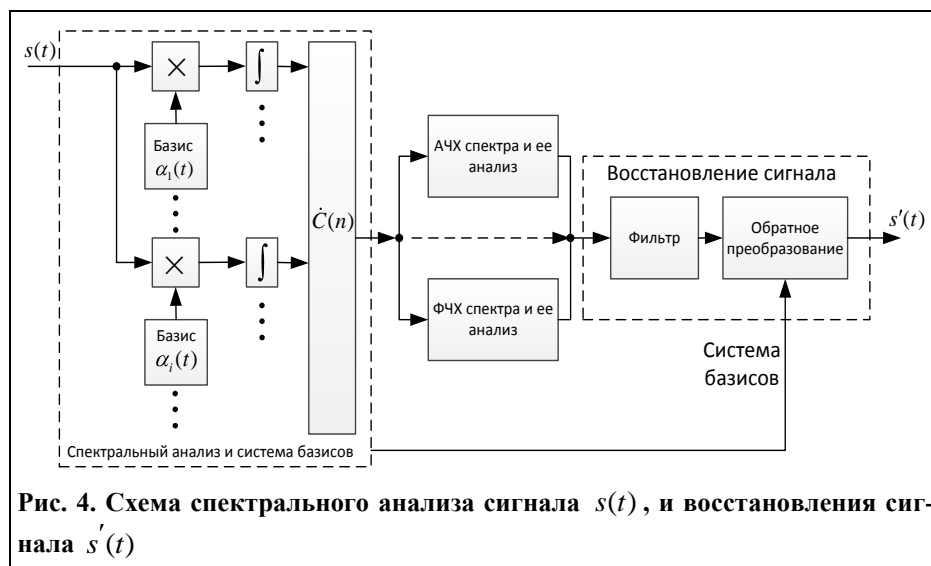 s(t)
×
∫
Базис
α₁(t)
Ċ(n)
×
∫
Базис
αᵢ(t)
Спектральный анализ и система базисов
АЧХ спектра и ее
анализ
ФЧХ спектра и ее
анализ
Восстановление сигнала
Фильтр
Обратное
преобразование
s′(t)
Система
базисов
Рис. 4. Схема спектрального анализа сигнала s(t), и восстановления сиг-
нала s′(t)